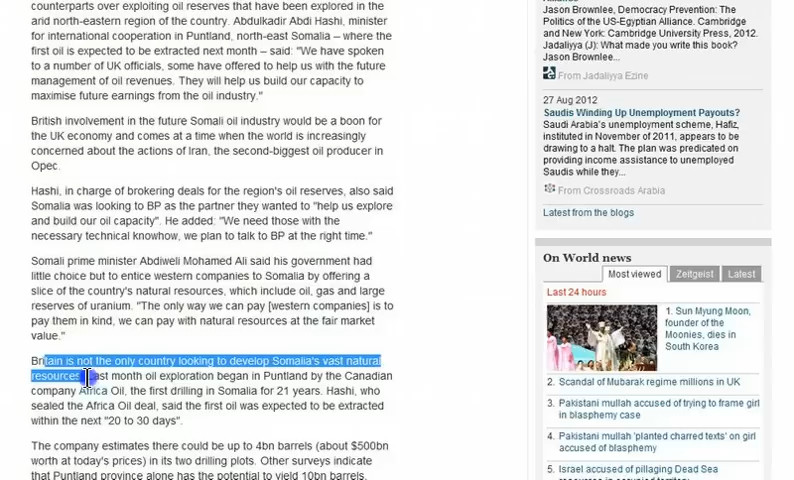 counterparts over exploiting oil reserves that have been explored in the
arid north-eastern region of the country. Abdulkadir Abdi Hashi, minister
for international cooperation in Puntland, north-east Somalia – where the
first oil is expected to be extracted next month – said: "We have spoken
to a number of UK officials, some have offered to help us with the future
management of oil revenues. They will help us build our capacity to
maximise future earnings from the oil industry."
British involvement in the future Somali oil industry would be a boon for
the UK economy and comes at a time when the world is increasingly
concerned about the actions of Iran, the second-biggest oil producer in
Opec.
Hashi, in charge of brokering deals for the region's oil reserves, also said
Somalia was looking to BP as the partner they wanted to "help us explore
and build our oil capacity". He added: "We need those with the
necessary technical knowhow, we plan to talk to BP at the right time."
Somali prime minister Abdiweli Mohamed Ali said his government had
little choice but to entice western companies to Somalia by offering a
slice of the country's natural resources, which include oil, gas and large
reserves of uranium. "The only way we can pay [western companies] is to
pay them in kind, we can pay with natural resources at the fair market
value."
Britain is not the only country looking to develop Somalia's vast natural
resources. Last month oil exploration began in Puntland by the Canadian
company Africa Oil, the first drilling in Somalia for 21 years. Hashi, who
sealed the Africa Oil deal, said the first oil was expected to be extracted
within the next "20 to 30 days".
The company estimates there could be up to 4bn barrels (about $500bn
worth at today's prices) in its two drilling plots. Other surveys indicate
that Puntland province alone has the potential to yield 10bn barrels,
Jason Brownlee, Democracy Prevention: The
Politics of the US-Egyptian Alliance. Cambridge
and New York: Cambridge University Press, 2012.
Jadaliyya (J): What made you write this book?
Jason Brownlee...
From Jadaliyya Ezine
27 Aug 2012
Saudis Winding Up Unemployment Payouts?
Saudi Arabia's unemployment scheme, Hafiz,
instituted in November of 2011, appears to be
drawing to a halt. The plan was predicated on
providing income assistance to unemployed
Saudis while they...
From Crossroads Arabia
Latest from the blogs
On World news
Most viewed Zeitgeist Latest
Last 24 hours
1. Sun Myung Moon,
founder of the
Moonies, dies in
South Korea
2. Scandal of Mubarak regime millions in UK
3. Pakistani mullah accused of trying to frame girl
in blasphemy case
4. Pakistani mullah 'planted charred texts' on girl
accused of blasphemy
5. Israel accused of pillaging Dead Sea
resources in occupied territory